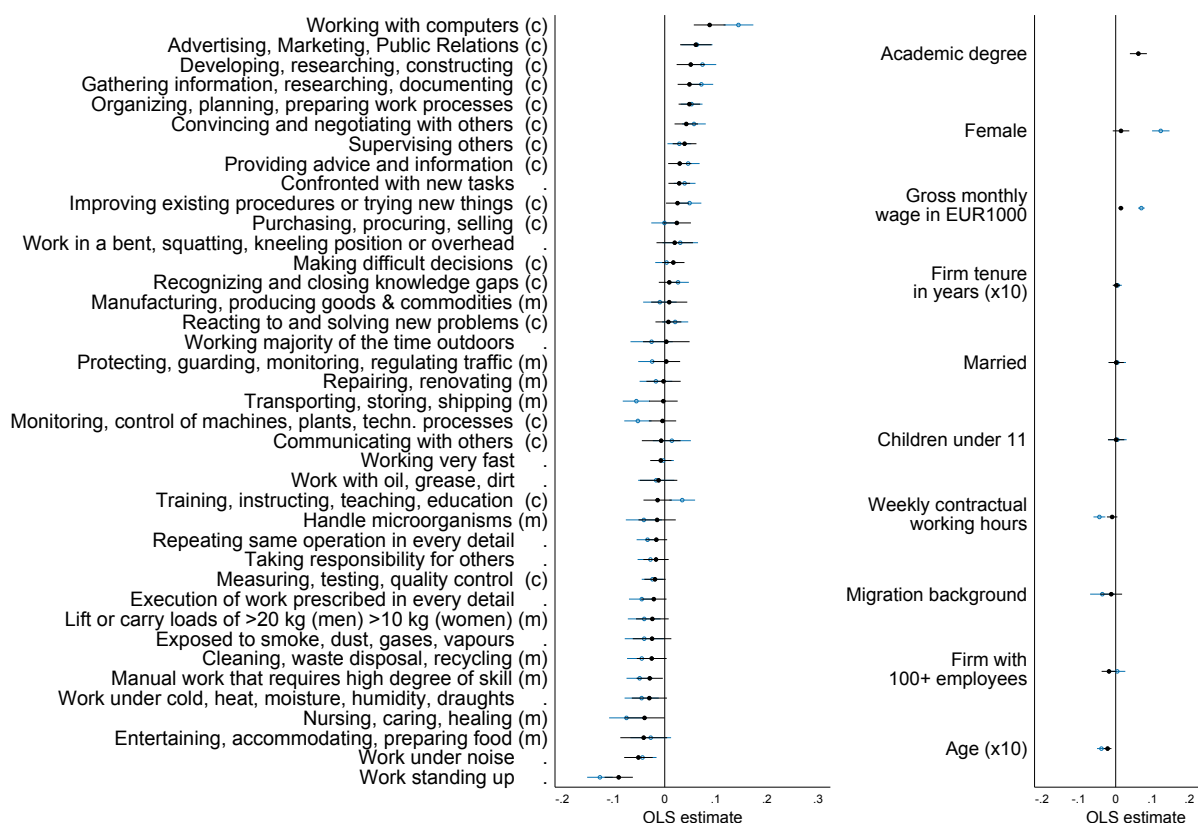 Working with computers (c)
Advertising, Marketing, Public Relations (c)
Developing, researching, constructing (c)
Gathering information, researching, documenting (c)
Organizing, planning, preparing work processes (c)
Convincing and negotiating with others (c)
Supervising others (c)
Providing advice and information (c)
Confronted with new tasks .
Improving existing procedures or trying new things (c)
Purchasing, procuring, selling (c)
Work in a bent, squatting, kneeling position or overhead .
Making difficult decisions (c)
Recognizing and closing knowledge gaps (c)
Manufacturing, producing goods & commodities (m)
Reacting to and solving new problems (c)
Working majority of the time outdoors .
Protecting, guarding, monitoring, regulating traffic (m)
Repairing, renovating (m)
Transporting, storing, shipping (m)
Monitoring, control of machines, plants, techn. processes (c)
Communicating with others (c)
Working very fast .
Work with oil, grease, dirt .
Training, instructing, teaching, education (c)
Handle microorganisms (m)
Repeating same operation in every detail .
Taking responsibility for others .
Measuring, testing, quality control (c)
Execution of work prescribed in every detail .
Lift or carry loads of >20 kg (men) >10 kg (women) (m)
Exposed to smoke, dust, gases, vapours .
Cleaning, waste disposal, recycling (m)
Manual work that requires high degree of skill (m)
Work under cold, heat, moisture, humidity, draughts .
Nursing, caring, healing (m)
Entertaining, accommodating, preparing food (m)
Work under noise .
Work standing up .
-.2 -.1 0 .1 .2 .3
OLS estimate
Academic degree
Female
Gross monthly
wage in EUR1000
Firm tenure
in years (x10)
Married
Children under 11
Weekly contractual
working hours
Migration background
Firm with
100+ employees
Age (x10)
-.2 -.1 0 .1 .2
OLS estimate